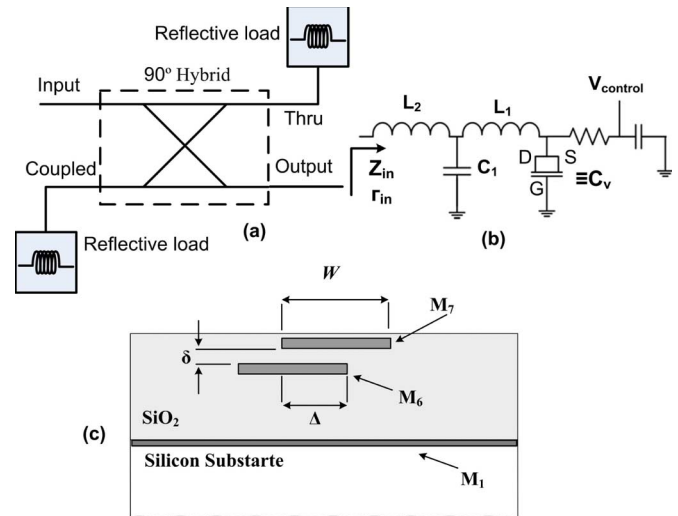 Reflective load
90º Hybrid
Input
Thru
Coupled
Output
Reflective load
(a)
L2
L1
Vcontrol
Zin
Γin
C1
D
S
G
≡Cv
(b)
W
M7
δ
M6
Δ
SiO2
(c)
Silicon Substarte
M1